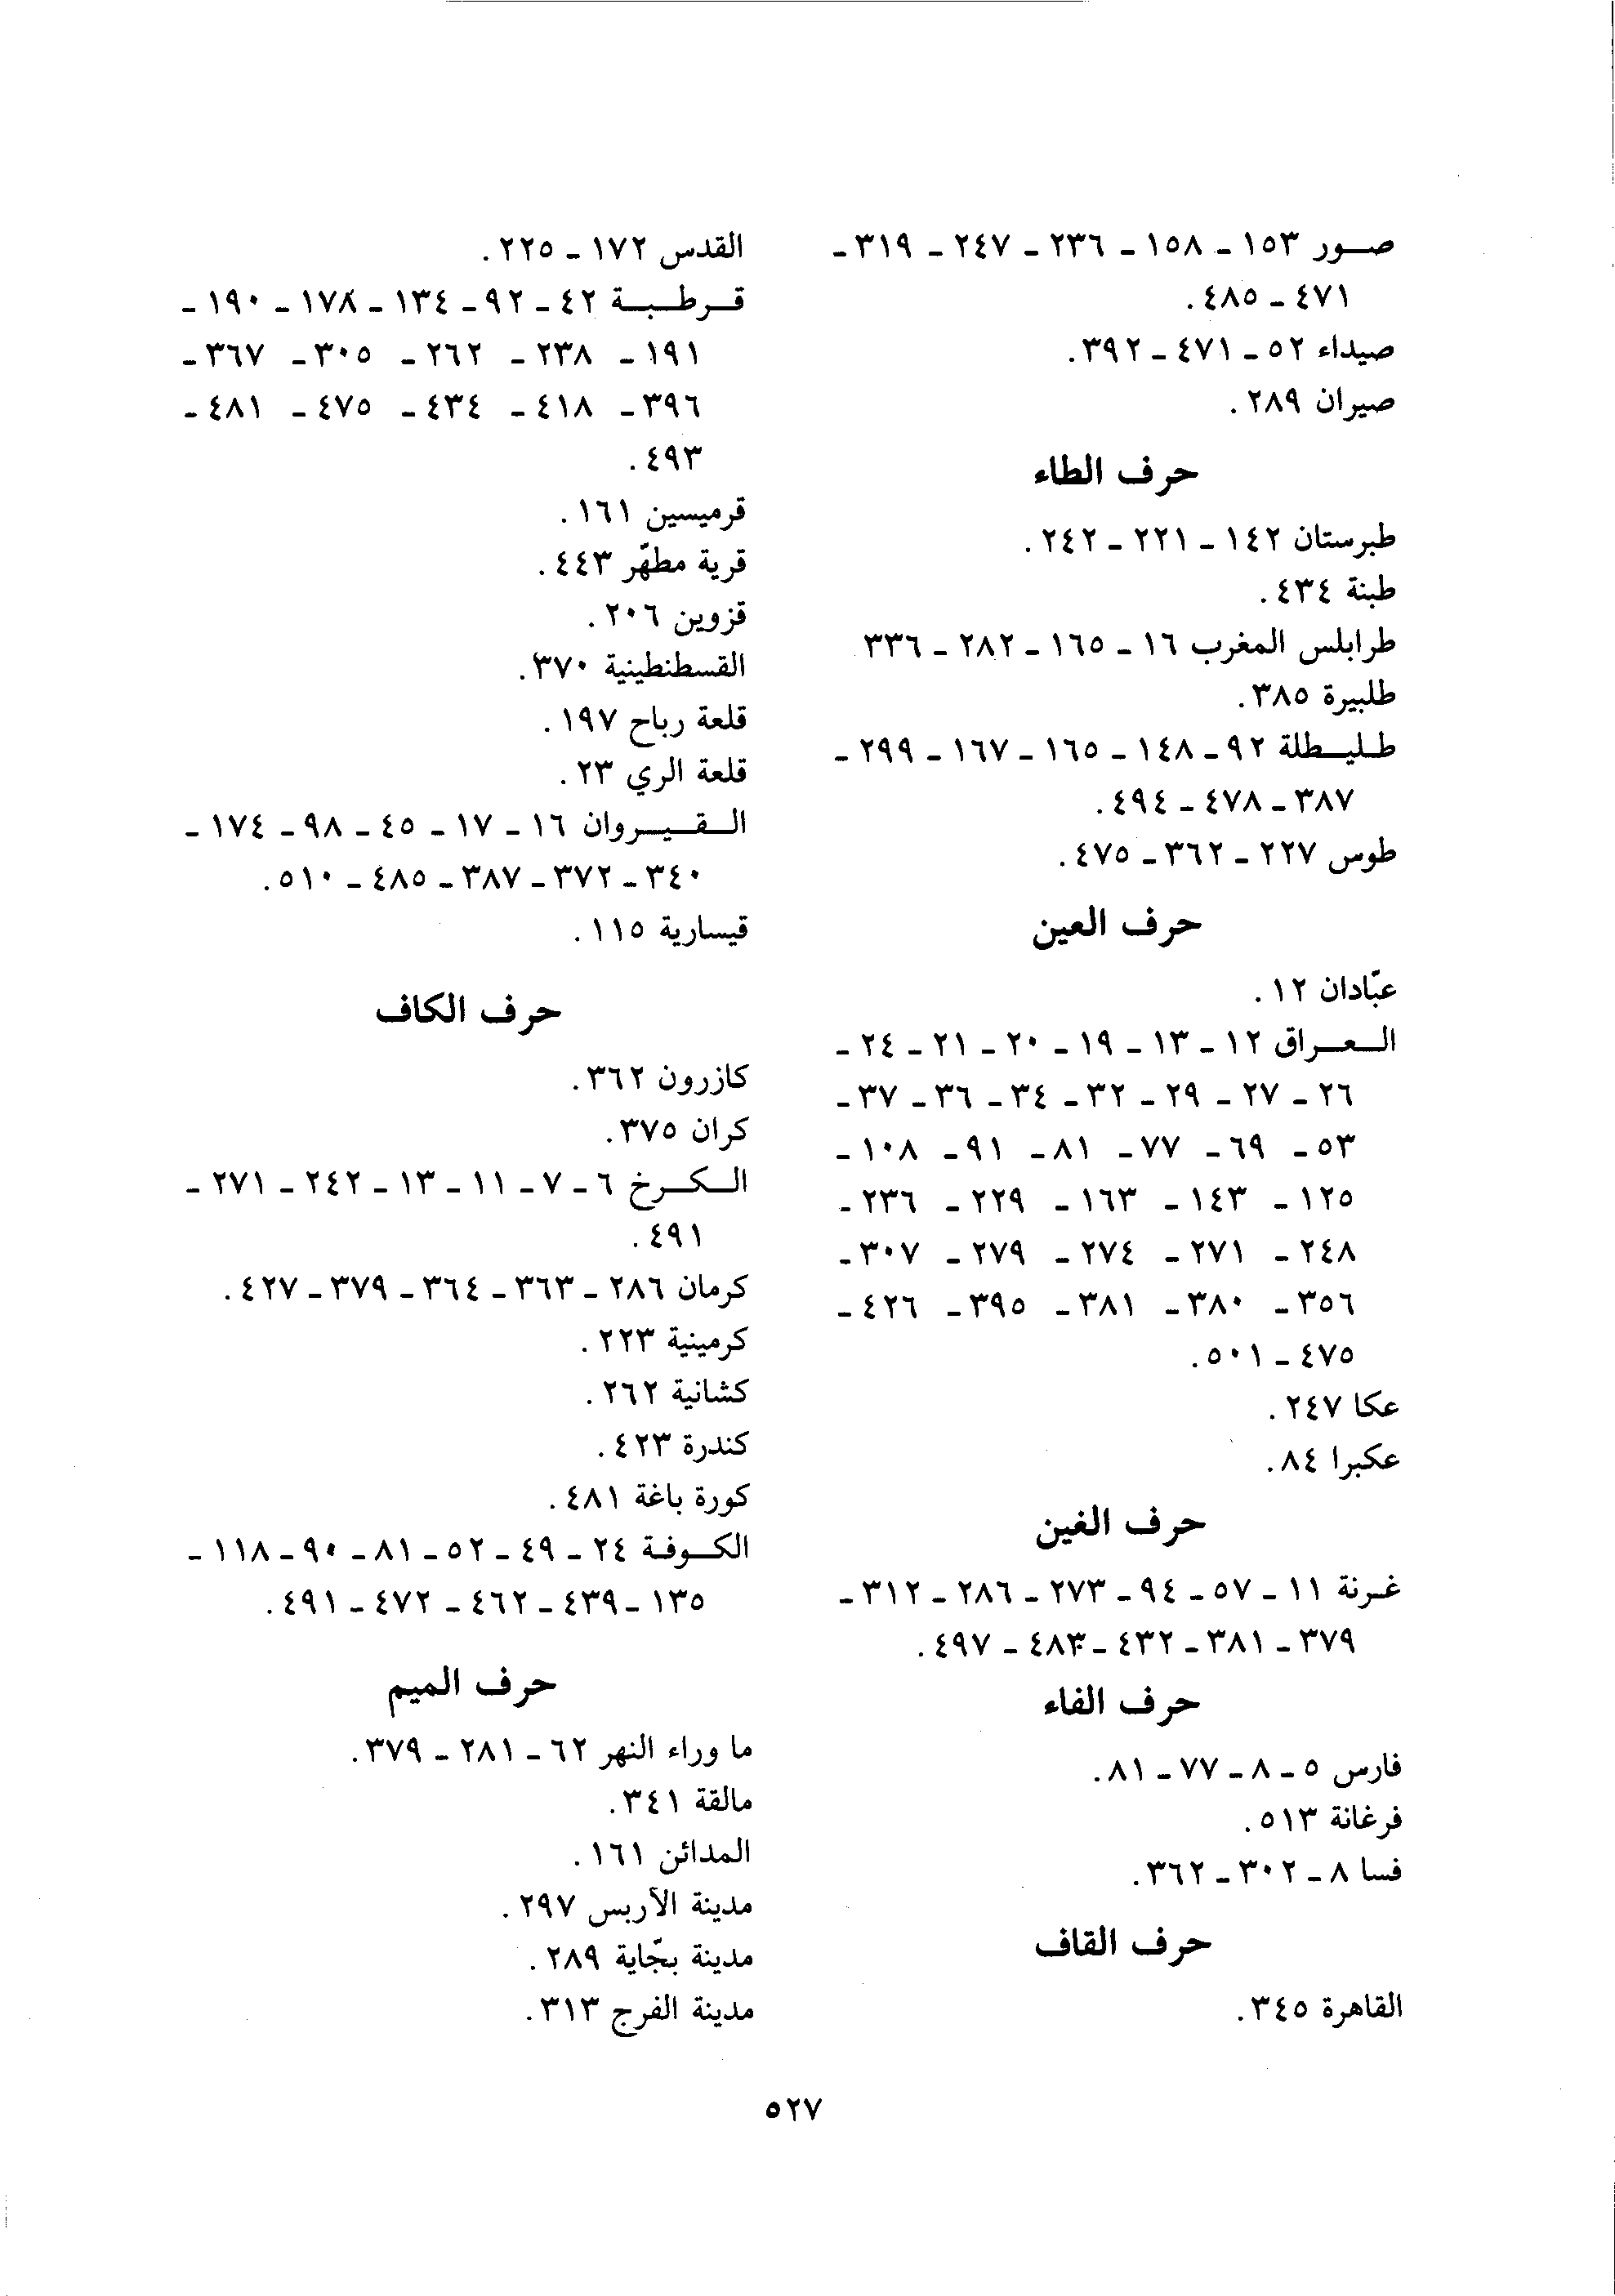 صور ١٥٣ ـ ١٥٨ ـ ٢٣٦ ـ ٢٤٧ ـ ٣١٩ ـ
٤٧١ ـ ٤٨٥.
صيداء ٥٢ ـ ٤٧١ ـ ٣٩٢.
صيران ٢٨٩.
حرف الطاء
طبرستان ١٤٢ ـ ٢٢١ ـ ٢٤٢.
طبنة ٤٣٤.
طرابلس المغرب ١٦ ـ ١٦٥ ـ ٢٨٢ ـ ٣٣٦
طلبيرة ٣٨٥.
طليطلة ٩٢ ـ ١٤٨ ـ ١٦٥ ـ ١٦٧ ـ ٢٩٩ ـ
٣٨٧ ـ ٤٧٨ ـ ٤٩٤.
طوس ٢٢٧ ـ ٣٦٢ ـ ٤٧٥.
حرف العين
عبّادان ١٢.
العراق ١٢ ـ ١٣ ـ ١٩ ـ ٢٠ ـ ٢١ ـ ٢٤ ـ
٢٦ ـ ٢٧ ـ ٢٩ ـ ٣٢ ـ ٣٤ ـ ٣٦ ـ ٣٧ ـ
٥٣ ـ ٦٩ ـ ٧٧ ـ ٨١ ـ ٩١ ـ ١٠٨ ـ
١٢٥ ـ ١٤٣ ـ ١٦٣ ـ ٢٢٩ ـ ٢٣٦ ـ
٢٤٨ ـ ٢٧١ ـ ٢٧٤ ـ ٢٧٩ ـ ٣٠٧ ـ
٣٥٦ ـ ٣٨٠ ـ ٣٨١ ـ ٣٩٥ ـ ٤٢٦ ـ
٤٧٥ ـ ٥٠١.
عكا ٢٤٧.
عكبرا ٨٤.
حرف الغين
غرنة ١١ ـ ٥٧ ـ ٩٤ ـ ٢٧٣ ـ ٢٨٦ ـ ٣١٢ ـ
٣٧٩ ـ ٣٨١ ـ ٤٣٢ ـ ٤٨٣ ـ ٤٩٧.
حرف الفاء
فارس ٥ ـ ٨ ـ ٧٧ ـ ٨١.
فرغانة ٥١٣.
فسا ٨ ـ ٣٠٢ ـ ٣٦٢.
حرف القاف
القاهرة ٣٤٥.
القدس ١٧٢ ـ ٢٢٥.
قرطبة ٤٢ ـ ٩٢ ـ ١٣٤ ـ ١٧٨ ـ ١٩٠ ـ
١٩١ ـ ٢٣٨ ـ ٢٦٢ ـ ٣٠٥ ـ ٣٦٧ ـ
٣٩٦ ـ ٤١٨ ـ ٤٣٤ ـ ٤٧٥ ـ ٤٨١ ـ
٤٩٣.
قرميسين ١٦١.
قرية مطهّر ٤٤٣.
قزوين ٢٠٦.
القسطنطينية ٣٧٠.
قلعة رباح ١٩٧.
قلعة الري ٢٣.
القيروان ١٦ ـ ١٧ ـ ٤٥ ـ ٩٨ ـ ١٧٤ ـ
٣٤٠ ـ ٣٧٢ ـ ٣٨٧ ـ ٤٨٥ ـ ٥١٠.
قيسارية ١١٥.
حرف الكاف
كازرون ٣٦٢.
كران ٣٧٥.
الكرخ ٦ ـ ٧ ـ ١١ ـ ١٣ ـ ٢٤٢ ـ ٢٧١ ـ
٤٩١.
كرمان ٢٨٦ ـ ٣٦٣ ـ ٣٦٤ ـ ٣٧٩ ـ ٤٢٧.
كرمينية ٢٢٣.
كشانية ٢٦٢.
كندرة ٤٢٣.
كورة باغة ٤٨١.
الكوفة ٢٤ ـ ٤٩ ـ ٥٢ ـ ٨١ ـ ٩٠ ـ ١١٨ ـ
١٣٥ ـ ٤٣٩ ـ ٤٦٢ ـ ٤٧٢ ـ ٤٩١.
حرف الميم
ما وراء النهر ٦٢ ـ ٢٨١ ـ ٣٧٩.
مالقة ٣٤١.
المدائن ١٦١.
مدينة الأربس ٢٩٧.
مدينة بجّاية ٢٨٩.
مدينة الفرج ٣١٣.
٥٢٧